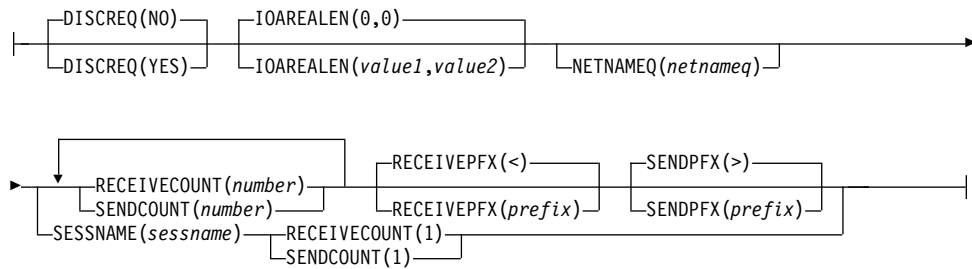 DISCREQ(NO) IOAREALEN(0,0)
DISCREQ(YES) IOAREALEN(value1,value2) NETNAMEQ(netnameq)
RECEIVECOUNT(number) RECEIVEPFX(<) SENDPFX(>)
SENDCOUNT(number) RECEIVEPFX(prefix) SENDPFX(prefix)
SESSNAME(sessname) RECEIVECOUNT(1)
SENDCOUNT(1)